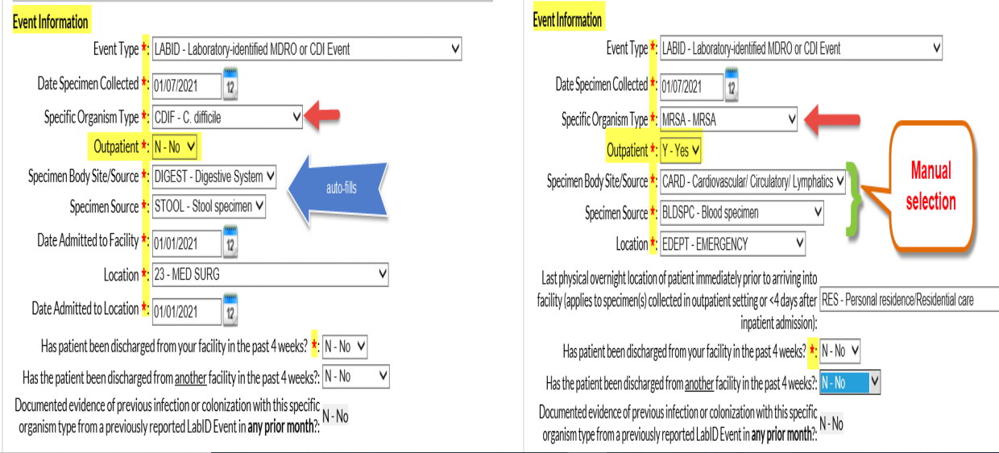 Event Information
Event Type *: LABID - Laboratory-identified MDRO or CDI Event
Date Specimen Collected *: 01/07/2021 12
Specific Organism Type *: CDIF - C. difficile
Outpatient *: N - No
Specimen Body Site/Source *: DIGEST - Digestive System
auto-fills
Specimen Source *: STOOL - Stool specimen
Date Admitted to Facility *: 01/01/2021 12
Location *: 23 - MED SURG
Date Admitted to Location *: 01/01/2021 12
Has patient been discharged from your facility in the past 4 weeks? *: N - No
Has the patient been discharged from another facility in the past 4 weeks?: N - No
Documented evidence of previous infection or colonization with this specific
organism type from a previously reported LabID Event in any prior month?: N - No
Event Information
Event Type *: LABID - Laboratory-identified MDRO or CDI Event
Date Specimen Collected *: 01/07/2021 12
Specific Organism Type *: MRSA - MRSA
Outpatient *: Y - Yes
Specimen Body Site/Source *: CARD - Cardiovascular/ Circulatory/ Lymphatics
Specimen Source *: BLDSPC - Blood specimen
Location *: EDEPT - EMERGENCY
Manual
selection
Last physical overnight location of patient immediately prior to arriving into
facility (applies to specimen(s) collected in outpatient setting or <4 days after
inpatient admission): RES - Personal residence/Residential care
Has patient been discharged from your facility in the past 4 weeks? *: N - No
Has the patient been discharged from another facility in the past 4 weeks?: N - No
Documented evidence of previous infection or colonization with this specific
organism type from a previously reported LabID Event in any prior month?: N - No